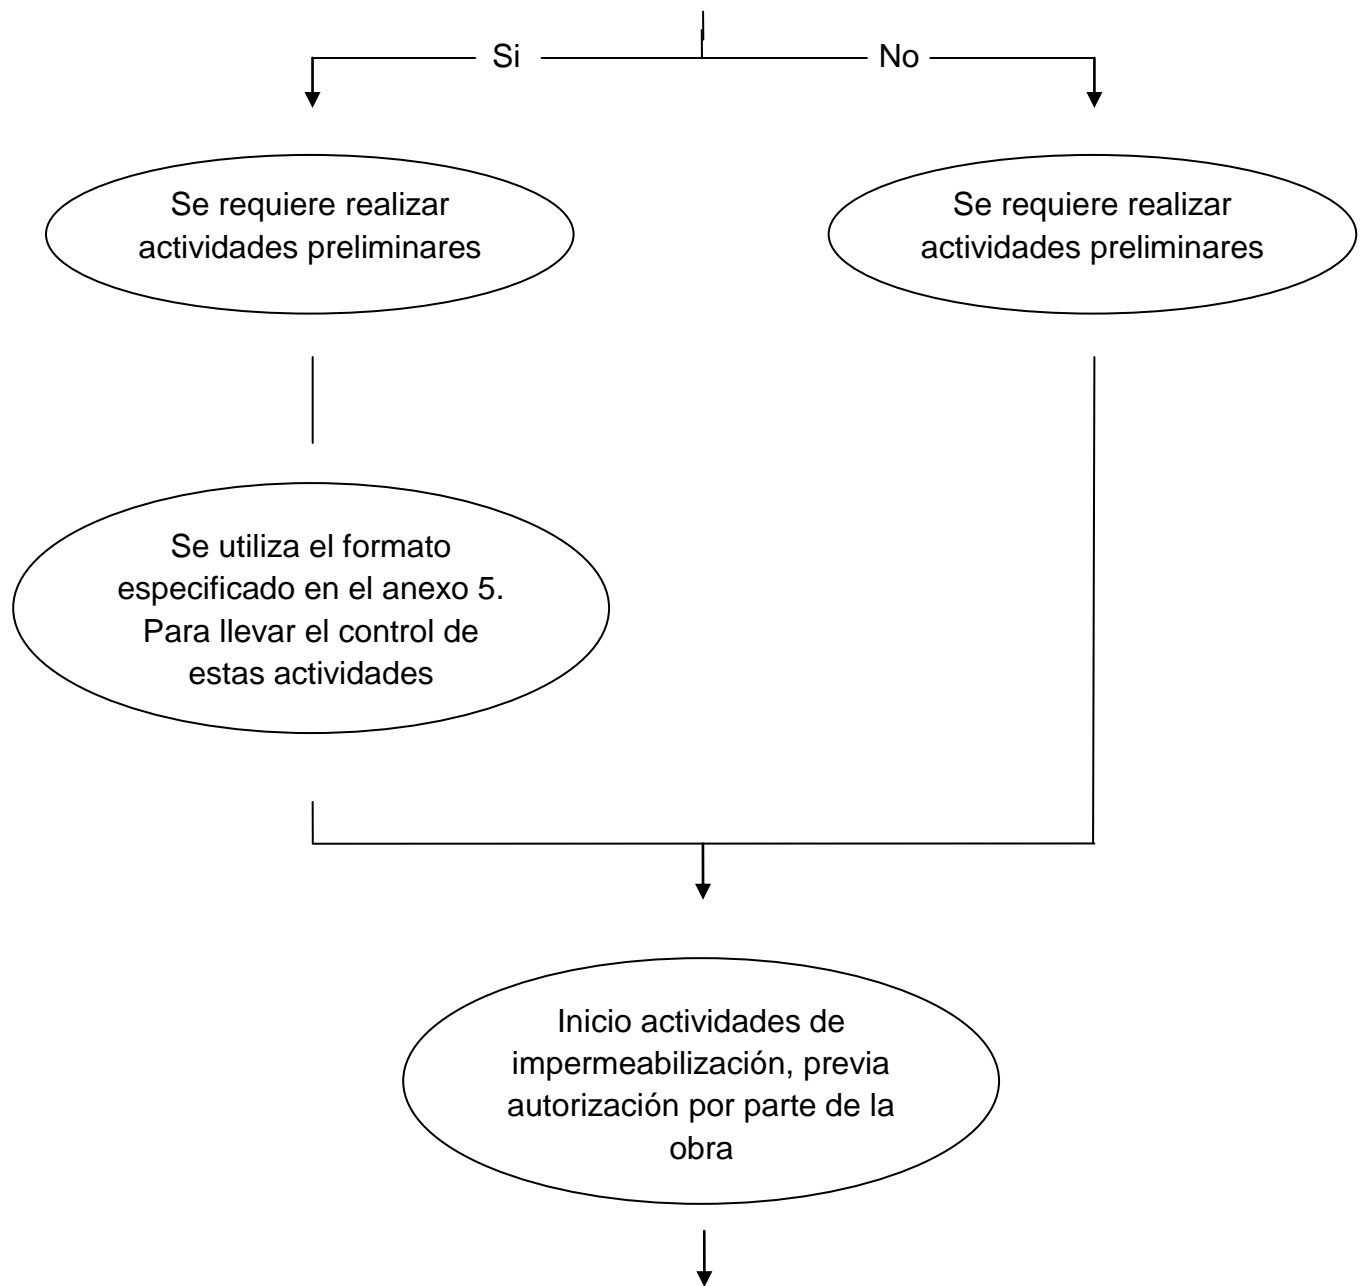 Si
No
Se requiere realizar
actividades preliminares
Se requiere realizar
actividades preliminares
Se utiliza el formato
especificado en el anexo 5.
Para llevar el control de
estas actividades
Inicio actividades de
impermeabilización, previa
autorización por parte de la
obra